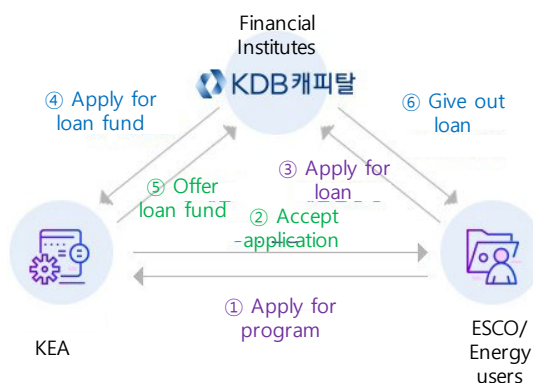 Financial
Institutes
KDB캐피탈
④ Apply for
loan fund
⑥ Give out
loan
③ Apply for
loan
⑤ Offer
loan fund
② Accept
application
① Apply for
program
KEA
ESCO/
Energy
users